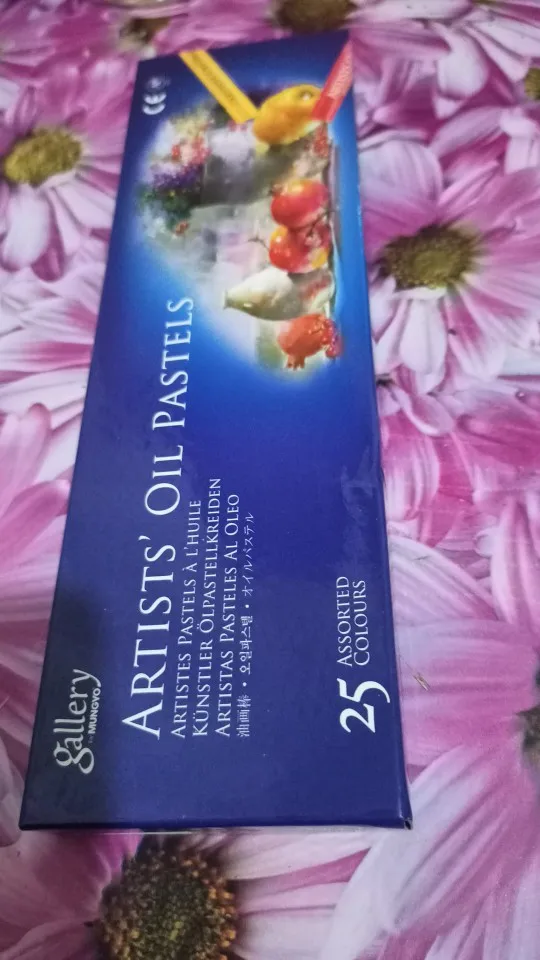 gallery
by MUNGYO
ARTISTS' OIL PASTELS
ARTISTES PASTELS À L'HUILE
KÜNSTLER ÖLPASTELLKREIDEN
ARTISTAS PASTELES AL OLEO
油画棒 • 오일파스텔 • オイルパステル
25 ASSORTED
COLOURS
CE